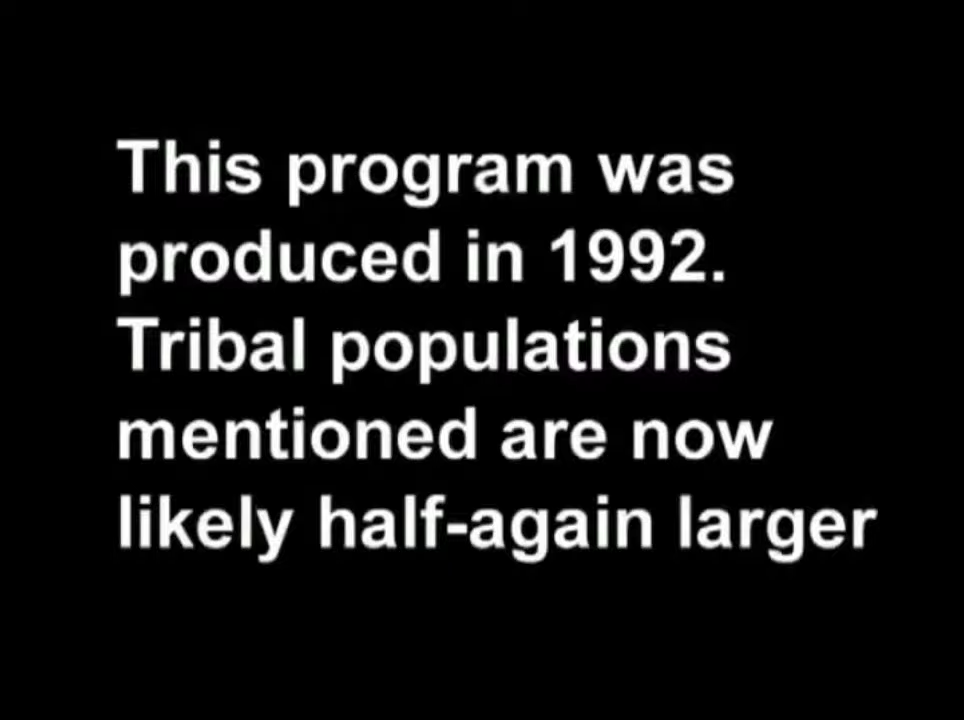 This program was
produced in 1992.
Tribal populations
mentioned are now
likely half-again larger